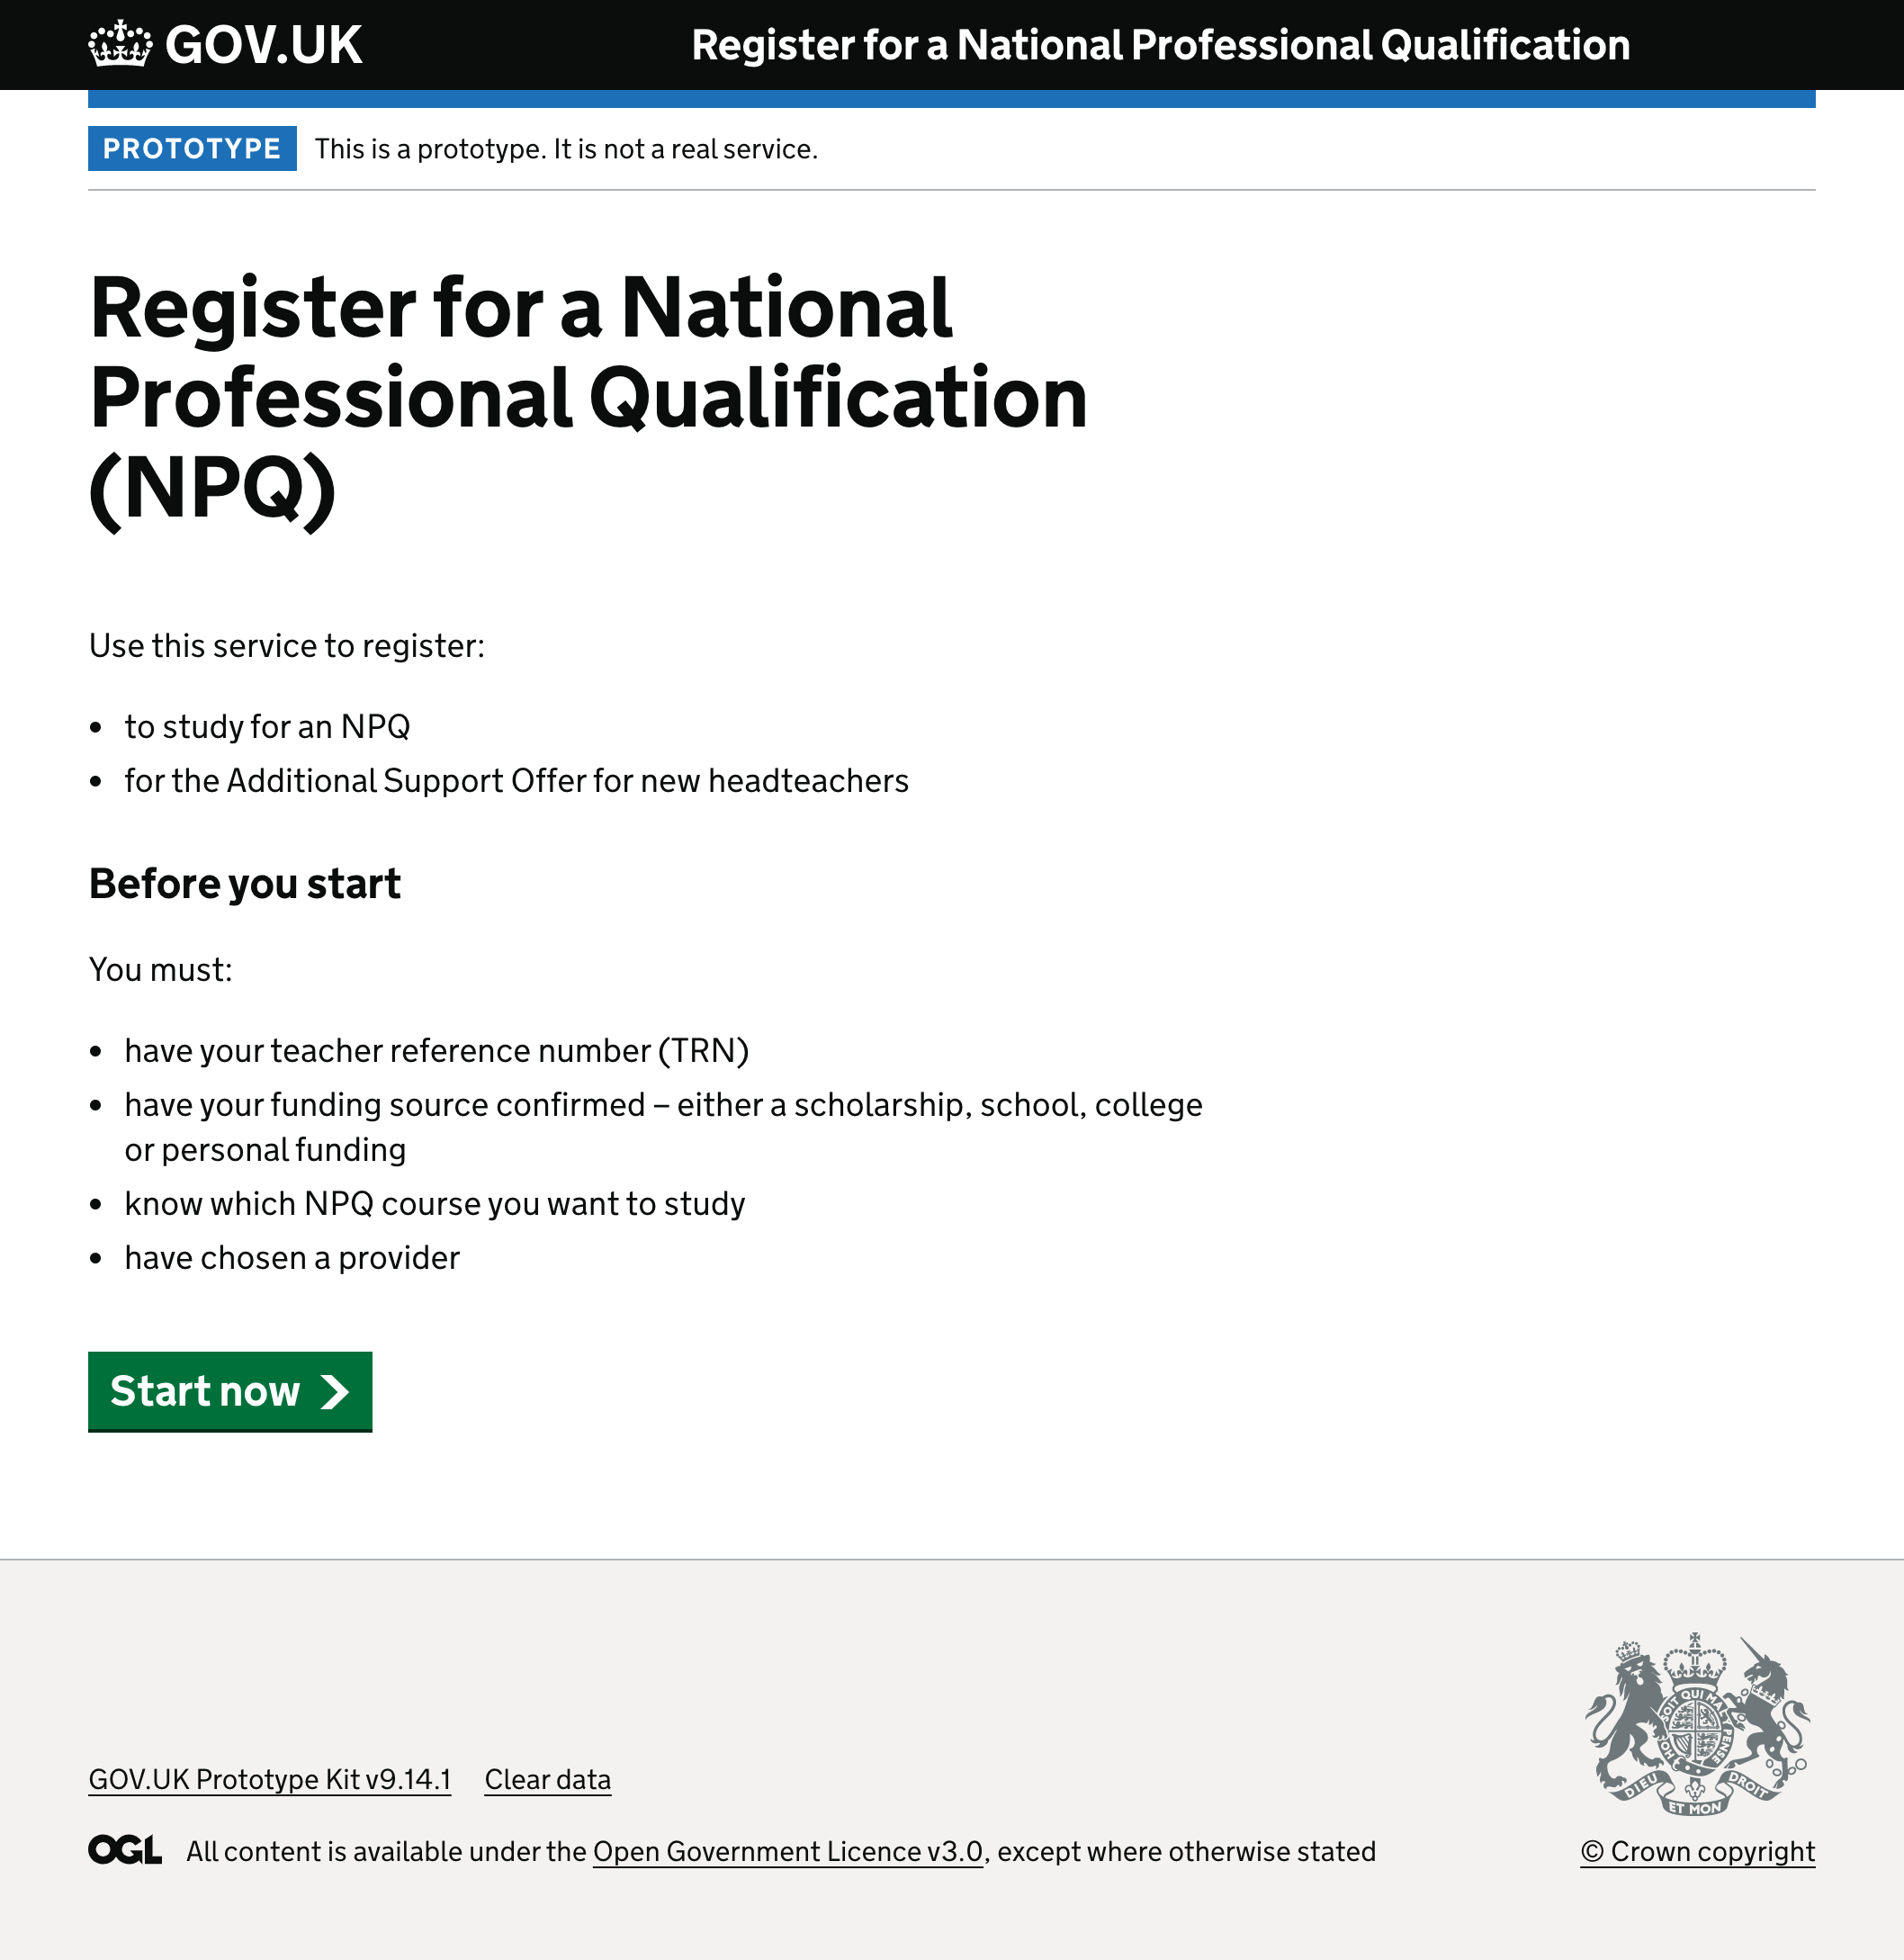 GOV.UK
Register for a National Professional Qualification
PROTOTYPE This is a prototype. It is not a real service.
Register for a National
Professional Qualification
(NPQ)
Use this service to register:
• to study for an NPQ
• for the Additional Support Offer for new headteachers
Before you start
You must:
• have your teacher reference number (TRN)
• have your funding source confirmed – either a scholarship, school, college
or personal funding
• know which NPQ course you want to study
• have chosen a provider
Start now
HONI SOIT QUI MAL Y PENSE
DIEU ET MON DROIT
GOV.UK Prototype Kit v9.14.1 Clear data
OGL All content is available under the Open Government Licence v3.0, except where otherwise stated
© Crown copyright